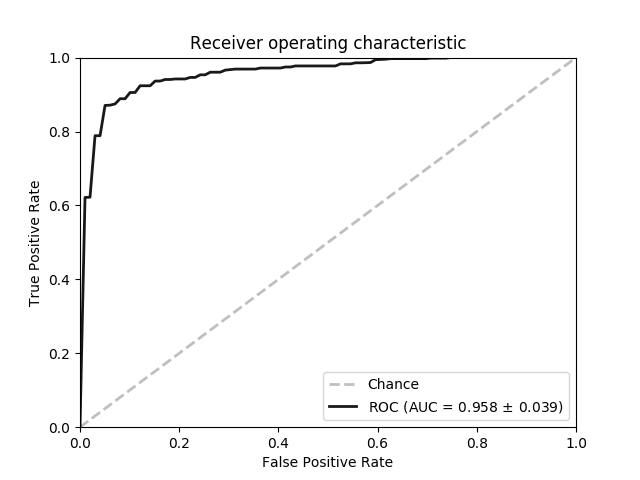 Receiver operating characteristic
1.0
0.8
0.6
0.4
0.2
0.0
True Positive Rate
Chance
ROC (AUC = 0.958 ± 0.039)
0.0 0.2 0.4 0.6 0.8 1.0
False Positive Rate